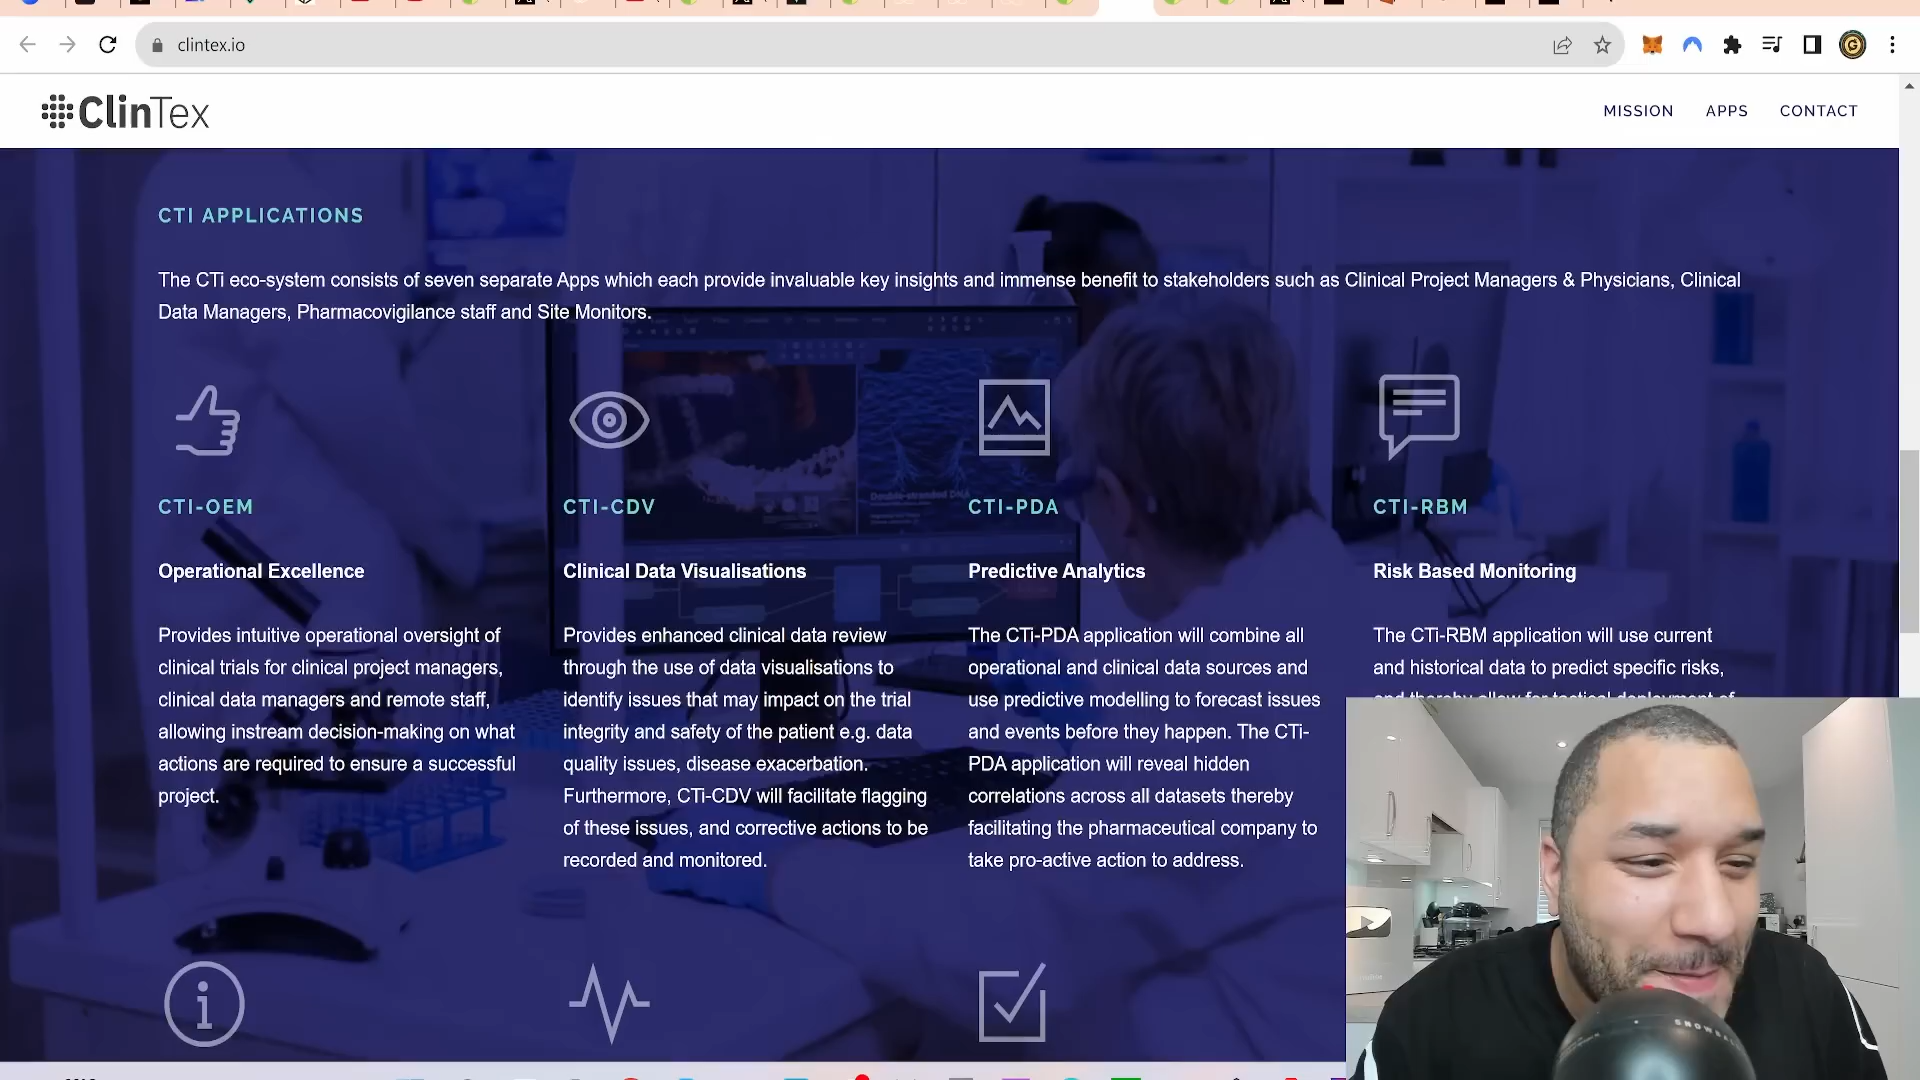 clintex.io
ClinTex
MISSION APPS CONTACT
CTI APPLICATIONS
The CTi eco-system consists of seven separate Apps which each provide invaluable key insights and immense benefit to stakeholders such as Clinical Project Managers & Physicians, Clinical
Data Managers, Pharmacovigilance staff and Site Monitors.
CTI-OEM
Operational Excellence
Provides intuitive operational oversight of
clinical trials for clinical project managers,
clinical data managers and remote staff,
allowing instream decision-making on what
actions are required to ensure a successful
project.
CTI-CDV
Clinical Data Visualisations
Provides enhanced clinical data review
through the use of data visualisations to
identify issues that may impact on the trial
integrity and safety of the patient e.g. data
quality issues, disease exacerbation.
Furthermore, CTi-CDV will facilitate flagging
of these issues, and corrective actions to be
recorded and monitored.
CTI-PDA
Predictive Analytics
The CTi-PDA application will combine all
operational and clinical data sources and
use predictive modelling to forecast issues
and events before they happen. The CTi-
PDA application will reveal hidden
correlations across all datasets thereby
facilitating the pharmaceutical company to
take pro-active action to address.
CTI-RBM
Risk Based Monitoring
The CTi-RBM application will use current
and historical data to predict specific risks,
and thereby allow for tactical deployment of
Double-stranded DNA